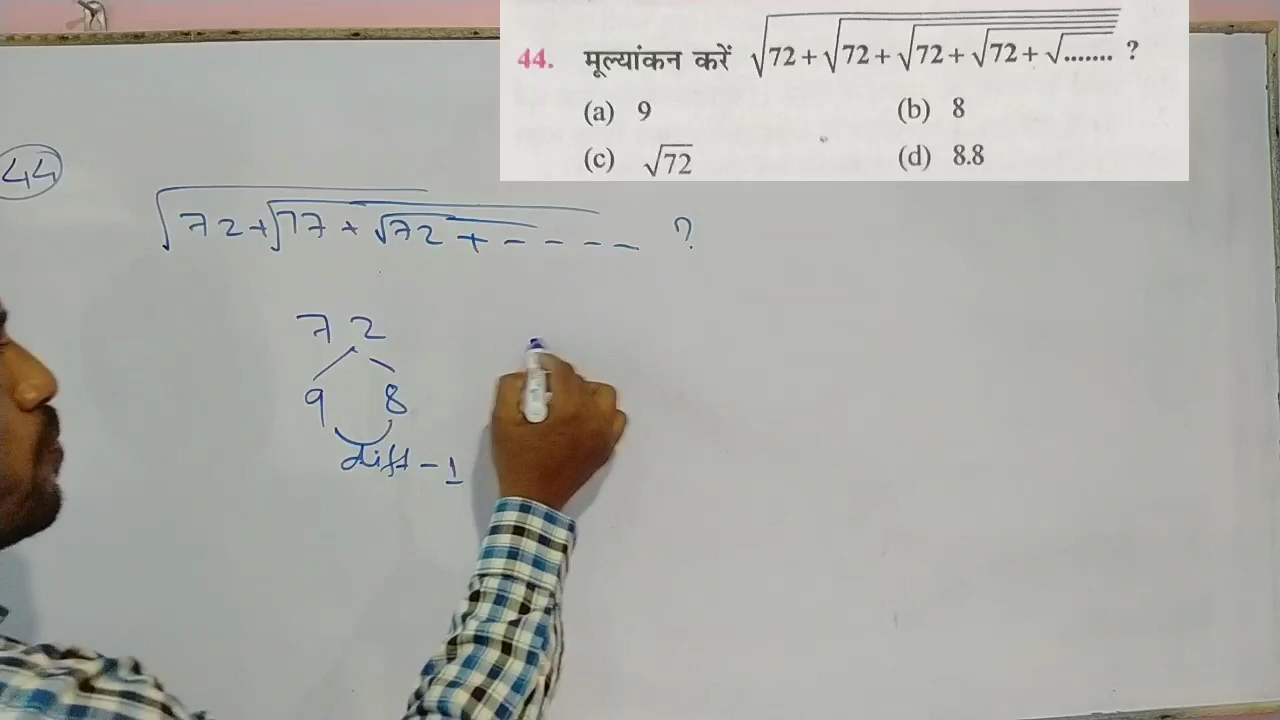 44. मूल्यांकन करें √72+√72+√72+√72+√....... ?
(a) 9 (b) 8
(c) √72 (d) 8.8
44
√72+√77+√72+----- ?
72
9 8
diff-1